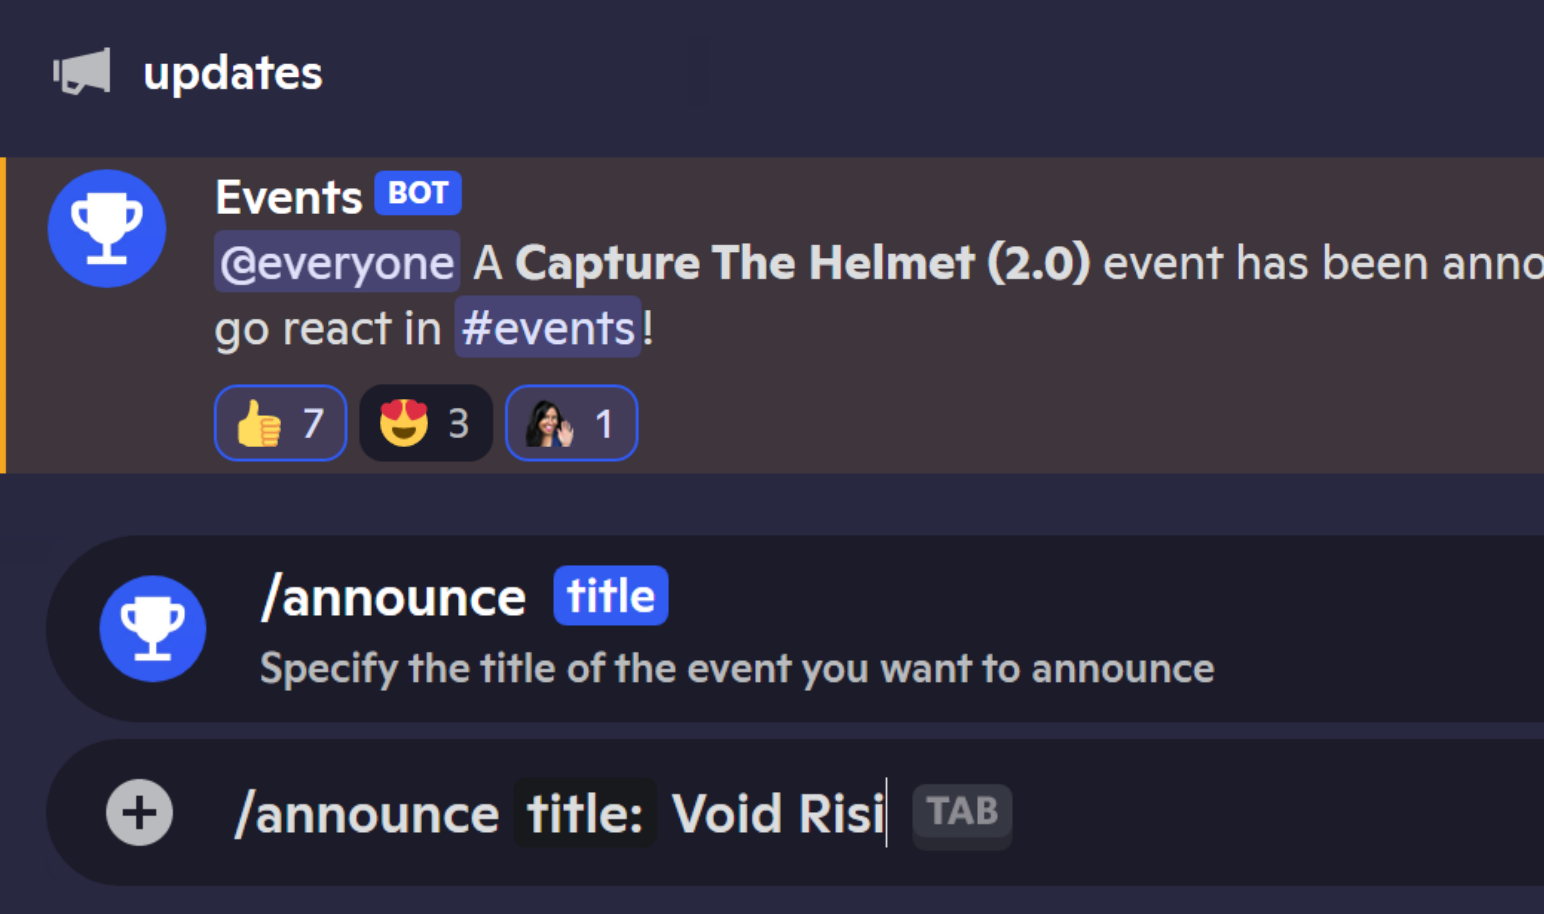 updates
Events BOT
@everyone A Capture The Helmet (2.0) event has been anno
go react in #events!
7 3 1
/announce title
Specify the title of the event you want to announce
/announce title: Void Risi TAB